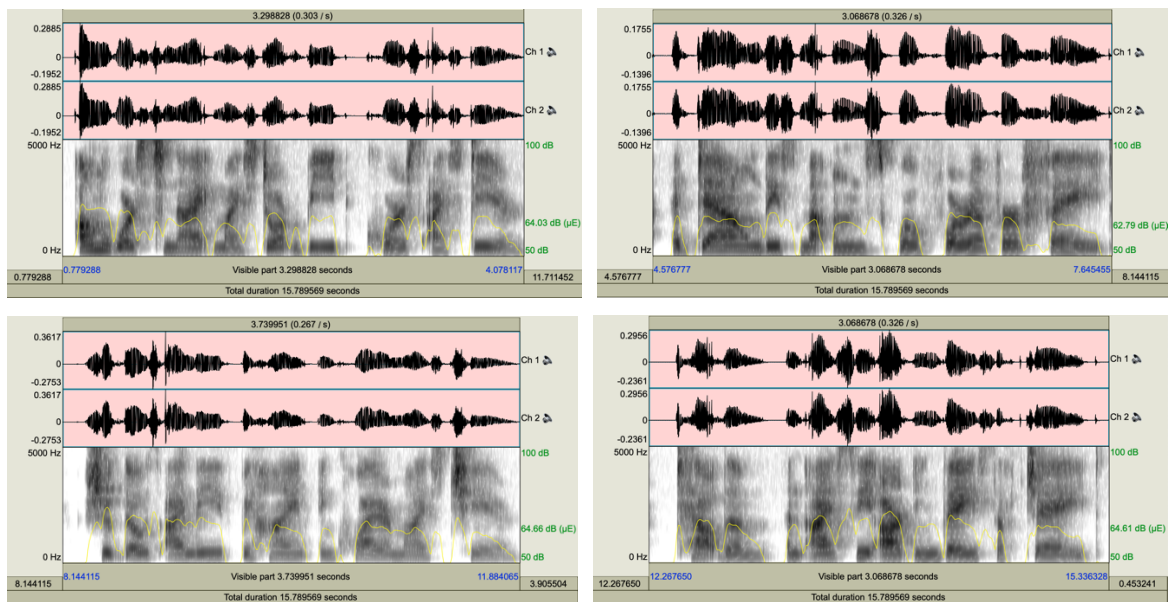 3.298828 (0.303 / s)
0.2885
0
-0.1952
Ch 1
0.2885
0
-0.1952
Ch 2
5000 Hz
100 dB
64.03 dB (µE)
0 Hz
50 dB
0.779288
0.779288
Visible part 3.298828 seconds
4.078117
11.711452
Total duration 15.789569 seconds
3.068678 (0.326 / s)
0.1755
0
-0.1396
Ch 1
0.1755
0
-0.1396
Ch 2
5000 Hz
100 dB
62.79 dB (µE)
0 Hz
50 dB
4.576777
4.576777
Visible part 3.068678 seconds
7.645455
8.144115
Total duration 15.789569 seconds
3.739951 (0.267 / s)
0.3617
0
-0.2753
Ch 1
0.3617
0
-0.2753
Ch 2
5000 Hz
100 dB
64.66 dB (µE)
0 Hz
50 dB
8.144115
8.144115
Visible part 3.739951 seconds
11.884065
3.905504
Total duration 15.789569 seconds
3.068678 (0.326 / s)
0.2956
0
-0.2361
Ch 1
0.2956
0
-0.2361
Ch 2
5000 Hz
100 dB
64.61 dB (µE)
0 Hz
50 dB
12.267650
12.267650
Visible part 3.068678 seconds
15.336328
0.453241
Total duration 15.789569 seconds